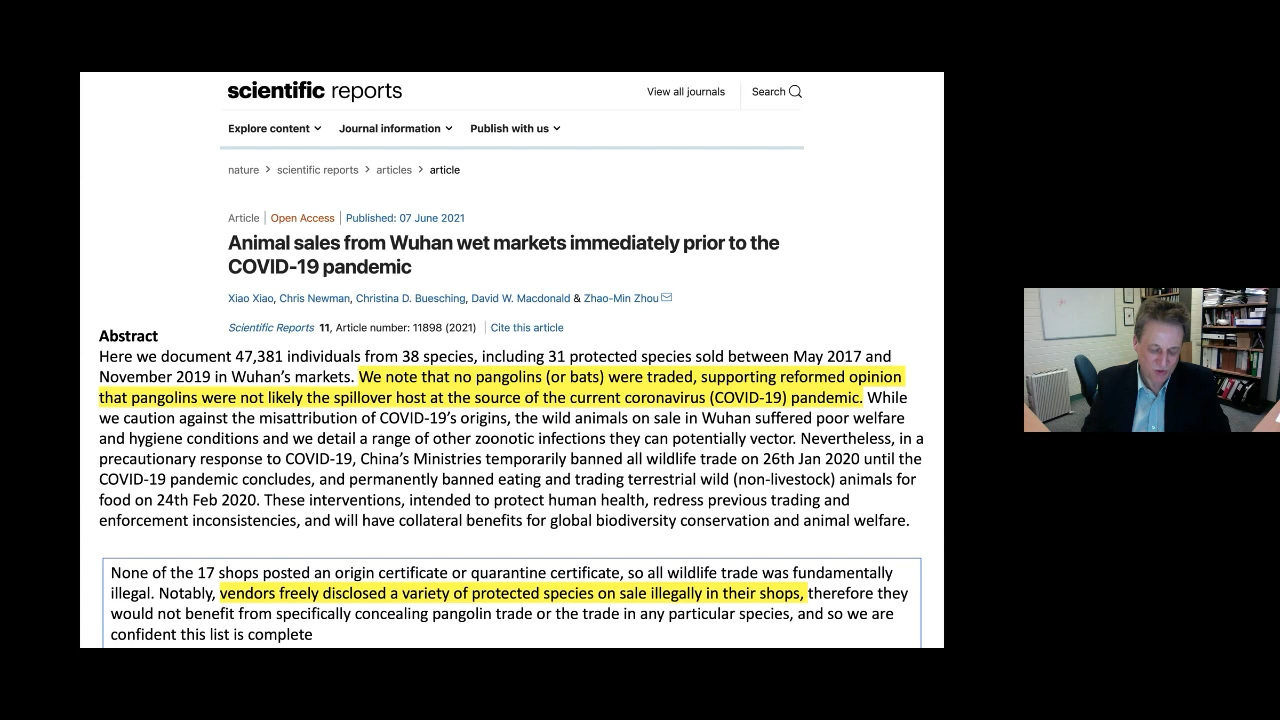 scientific reports
View all journals
Search
Explore content
Journal information
Publish with us
nature > scientific reports > articles > article
Article | Open Access | Published: 07 June 2021
Animal sales from Wuhan wet markets immediately prior to the
COVID-19 pandemic
Xiao Xiao, Chris Newman, Christina D. Buesching, David W. Macdonald & Zhao-Min Zhou
Scientific Reports 11, Article number: 11898 (2021) | Cite this article
Abstract
Here we document 47,381 individuals from 38 species, including 31 protected species sold between May 2017 and
November 2019 in Wuhan’s markets. We note that no pangolins (or bats) were traded, supporting reformed opinion
that pangolins were not likely the spillover host at the source of the current coronavirus (COVID-19) pandemic. While
we caution against the misattribution of COVID-19’s origins, the wild animals on sale in Wuhan suffered poor welfare
and hygiene conditions and we detail a range of other zoonotic infections they can potentially vector. Nevertheless, in a
precautionary response to COVID-19, China’s Ministries temporarily banned all wildlife trade on 26th Jan 2020 until the
COVID-19 pandemic concludes, and permanently banned eating and trading terrestrial wild (non-livestock) animals for
food on 24th Feb 2020. These interventions, intended to protect human health, redress previous trading and
enforcement inconsistencies, and will have collateral benefits for global biodiversity conservation and animal welfare.
None of the 17 shops posted an origin certificate or quarantine certificate, so all wildlife trade was fundamentally
illegal. Notably, vendors freely disclosed a variety of protected species on sale illegally in their shops, therefore they
would not benefit from specifically concealing pangolin trade or the trade in any particular species, and so we are
confident this list is complete